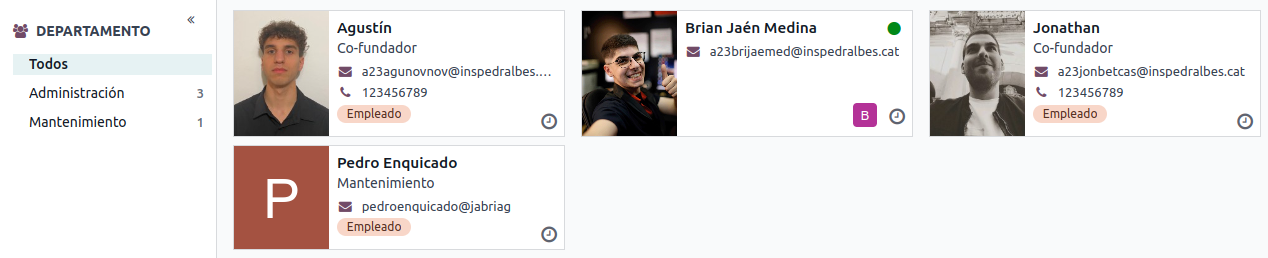 «
DEPARTAMENTO
Todos
Administración 3
Mantenimiento 1
Agustín
Co-fundador
a23agunovnov@inspedralbes....
123456789
Empleado
Brian Jaén Medina
a23brijaemed@inspedralbes.cat
B
Jonathan
Co-fundador
a23jonbetcas@inspedralbes.cat
123456789
Empleado
P
Pedro Enquicado
Mantenimiento
pedroenquicado@jabriag
Empleado